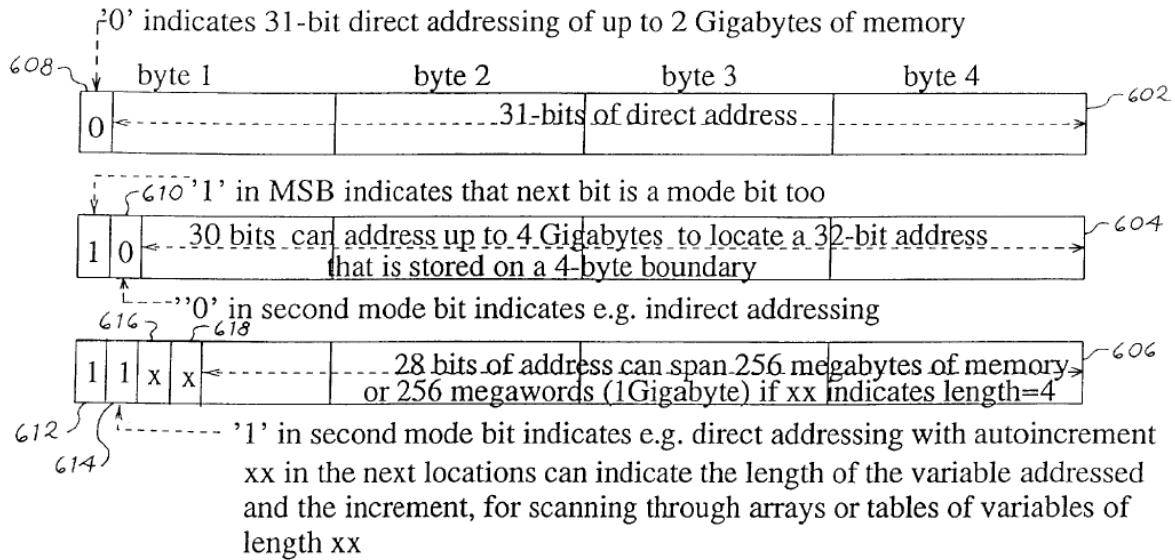 '0' indicates 31-bit direct addressing of up to 2 Gigabytes of memory
608 byte 1 byte 2 byte 3 byte 4
602
0 31-bits of direct address
610 '1' in MSB indicates that next bit is a mode bit too
1 0 30 bits can address up to 4 Gigabytes to locate a 32-bit address 604
that is stored on a 4-byte boundary
''0' in second mode bit indicates e.g. indirect addressing
616 618
1 1 x x 28 bits of address can span 256 megabytes of memory 606
or 256 megawords (1Gigabyte) if xx indicates length=4
612 '1' in second mode bit indicates e.g. direct addressing with autoincrement
614 xx in the next locations can indicate the length of the variable addressed
and the increment, for scanning through arrays or tables of variables of
length xx